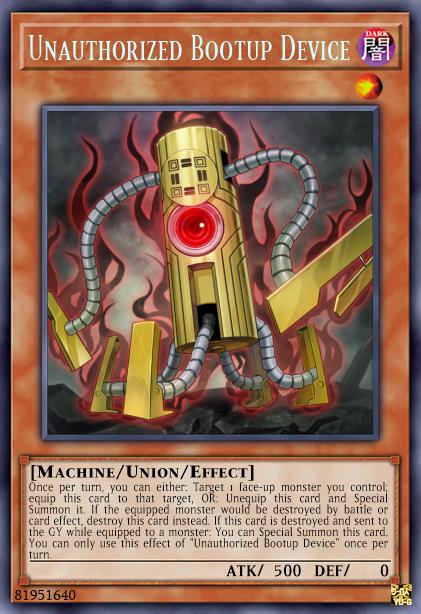 UNAUTHORIZED BOOTUP DEVICE
DARK
闇
[MACHINE/UNION/EFFECT]
Once per turn, you can either: Target 1 face-up monster you control;
equip this card to that target, OR: Unequip this card and Special
Summon it. If the equipped monster would be destroyed by battle or
card effect, destroy this card instead. If this card is destroyed and sent to
the GY while equipped to a monster: You can Special Summon this card.
You can only use this effect of "Unauthorized Bootup Device" once per
turn.
ATK/ 500 DEF/ 0
81951640